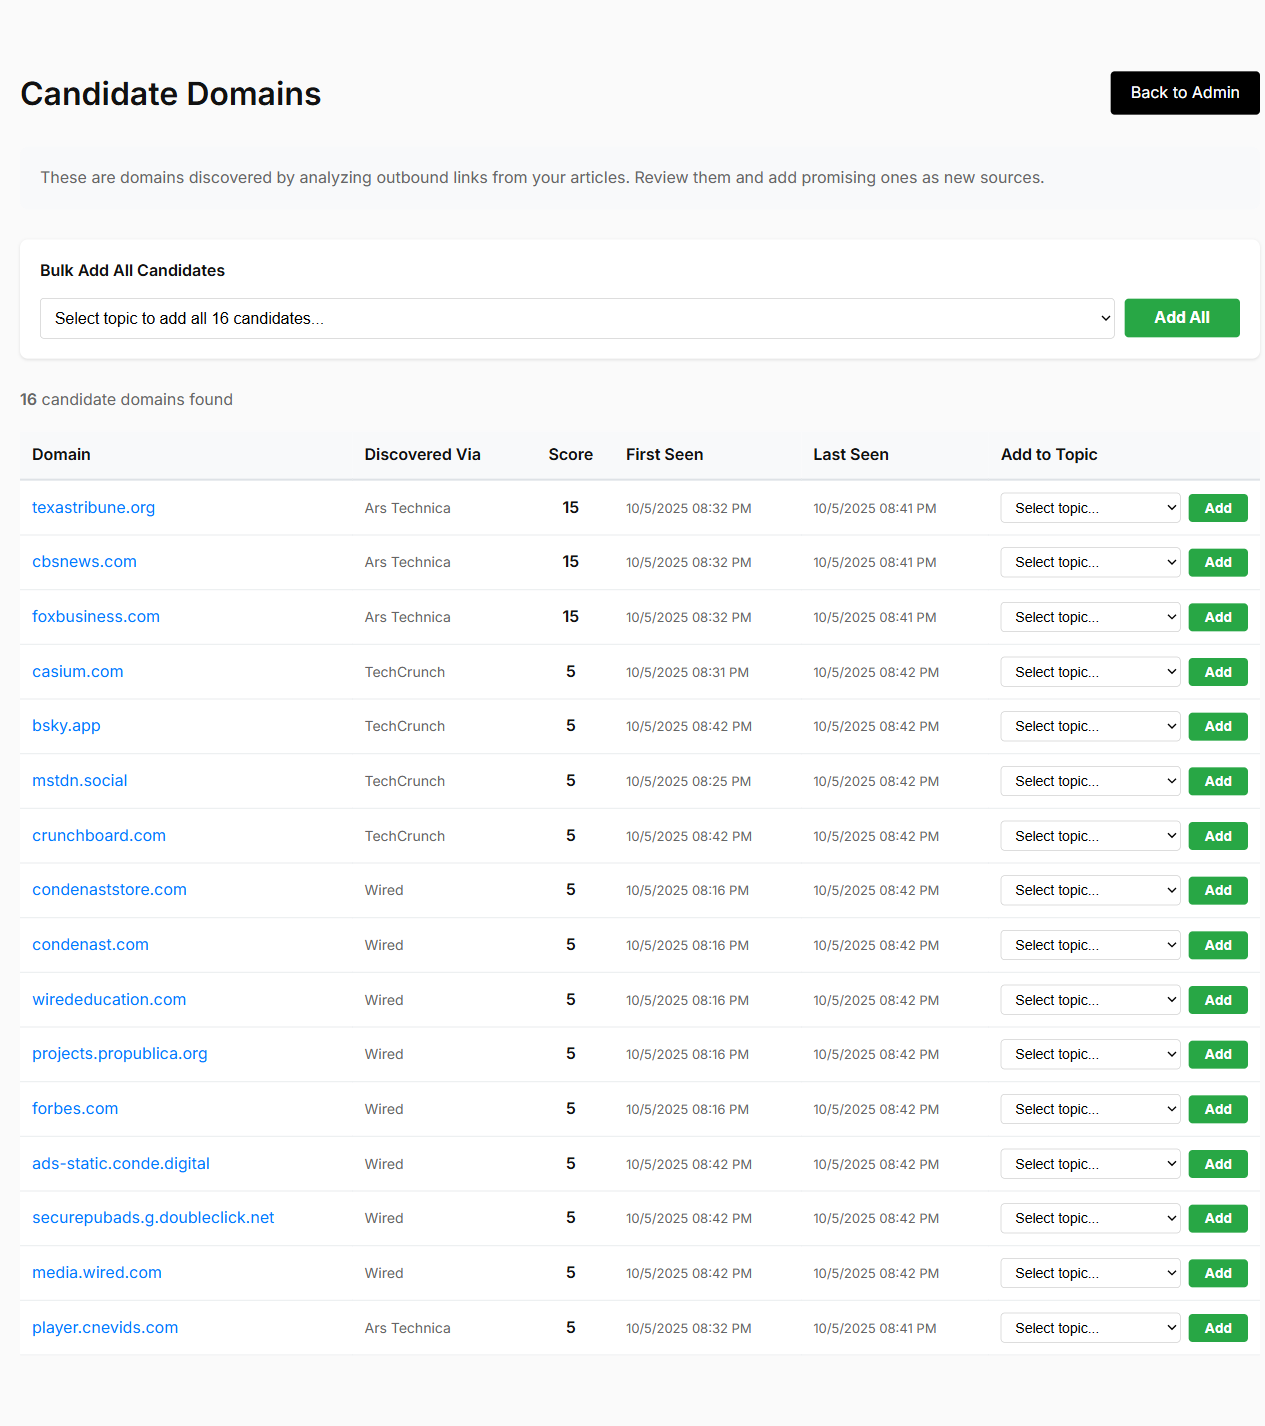 Candidate Domains
Back to Admin
These are domains discovered by analyzing outbound links from your articles. Review them and add promising ones as new sources.
Bulk Add All Candidates
Select topic to add all 16 candidates...
Add All
16 candidate domains found
Domain Discovered Via Score First Seen Last Seen Add to Topic
texastribune.org Ars Technica 15 10/5/2025 08:32 PM 10/5/2025 08:41 PM Select topic... Add
cbsnews.com Ars Technica 15 10/5/2025 08:32 PM 10/5/2025 08:41 PM Select topic... Add
foxbusiness.com Ars Technica 15 10/5/2025 08:32 PM 10/5/2025 08:41 PM Select topic... Add
casium.com TechCrunch 5 10/5/2025 08:31 PM 10/5/2025 08:42 PM Select topic... Add
bsky.app TechCrunch 5 10/5/2025 08:42 PM 10/5/2025 08:42 PM Select topic... Add
mstdn.social TechCrunch 5 10/5/2025 08:25 PM 10/5/2025 08:42 PM Select topic... Add
crunchboard.com TechCrunch 5 10/5/2025 08:42 PM 10/5/2025 08:42 PM Select topic... Add
condenaststore.com Wired 5 10/5/2025 08:16 PM 10/5/2025 08:42 PM Select topic... Add
condenast.com Wired 5 10/5/2025 08:16 PM 10/5/2025 08:42 PM Select topic... Add
wirededucation.com Wired 5 10/5/2025 08:16 PM 10/5/2025 08:42 PM Select topic... Add
projects.propublica.org Wired 5 10/5/2025 08:16 PM 10/5/2025 08:42 PM Select topic... Add
forbes.com Wired 5 10/5/2025 08:16 PM 10/5/2025 08:42 PM Select topic... Add
ads-static.conde.digital Wired 5 10/5/2025 08:42 PM 10/5/2025 08:42 PM Select topic... Add
securepubads.g.doubleclick.net Wired 5 10/5/2025 08:42 PM 10/5/2025 08:42 PM Select topic... Add
media.wired.com Wired 5 10/5/2025 08:42 PM 10/5/2025 08:42 PM Select topic... Add
player.cnevids.com Ars Technica 5 10/5/2025 08:32 PM 10/5/2025 08:41 PM Select topic... Add